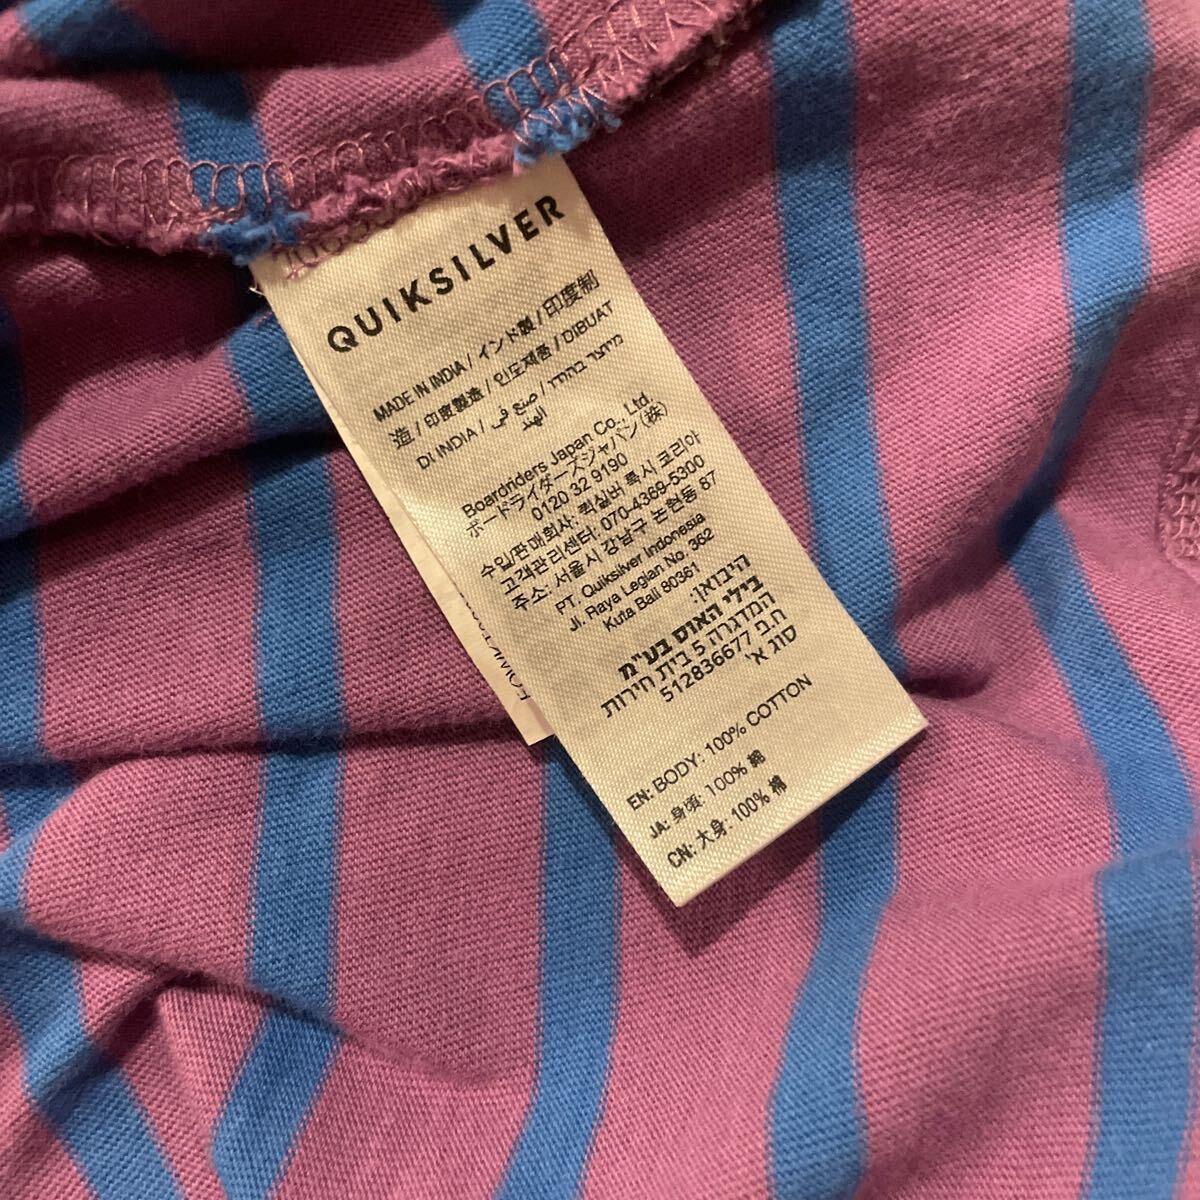 QUIKSILVER
MADE IN INDIA / インド製 / 印度制
造 / 印度製造 / 인도제품 / DIBUAT
DI INDIA / صنع في / מיוצר בהודו
الهند
Boardriders Japan Co., Ltd.
ボードライダーズジャパン(株)
0120 32 9190
수입/판매회사: 퀵실버 록시 코리아
고객관리센터: 070-4369-5300
주소: 서울시 강남구 논현동 87
PT. Quiksilver Indonesia
Jl. Raya Legian No. 362
Kuta Bali 80361
היבואן:
בילי האוס בע"מ
המדגרה 5 בית חירות
ח.פ 512836677
סוג א'
EN: BODY: 100% COTTON
JA: 身頃: 100% 綿
CN: 大身: 100% 棉